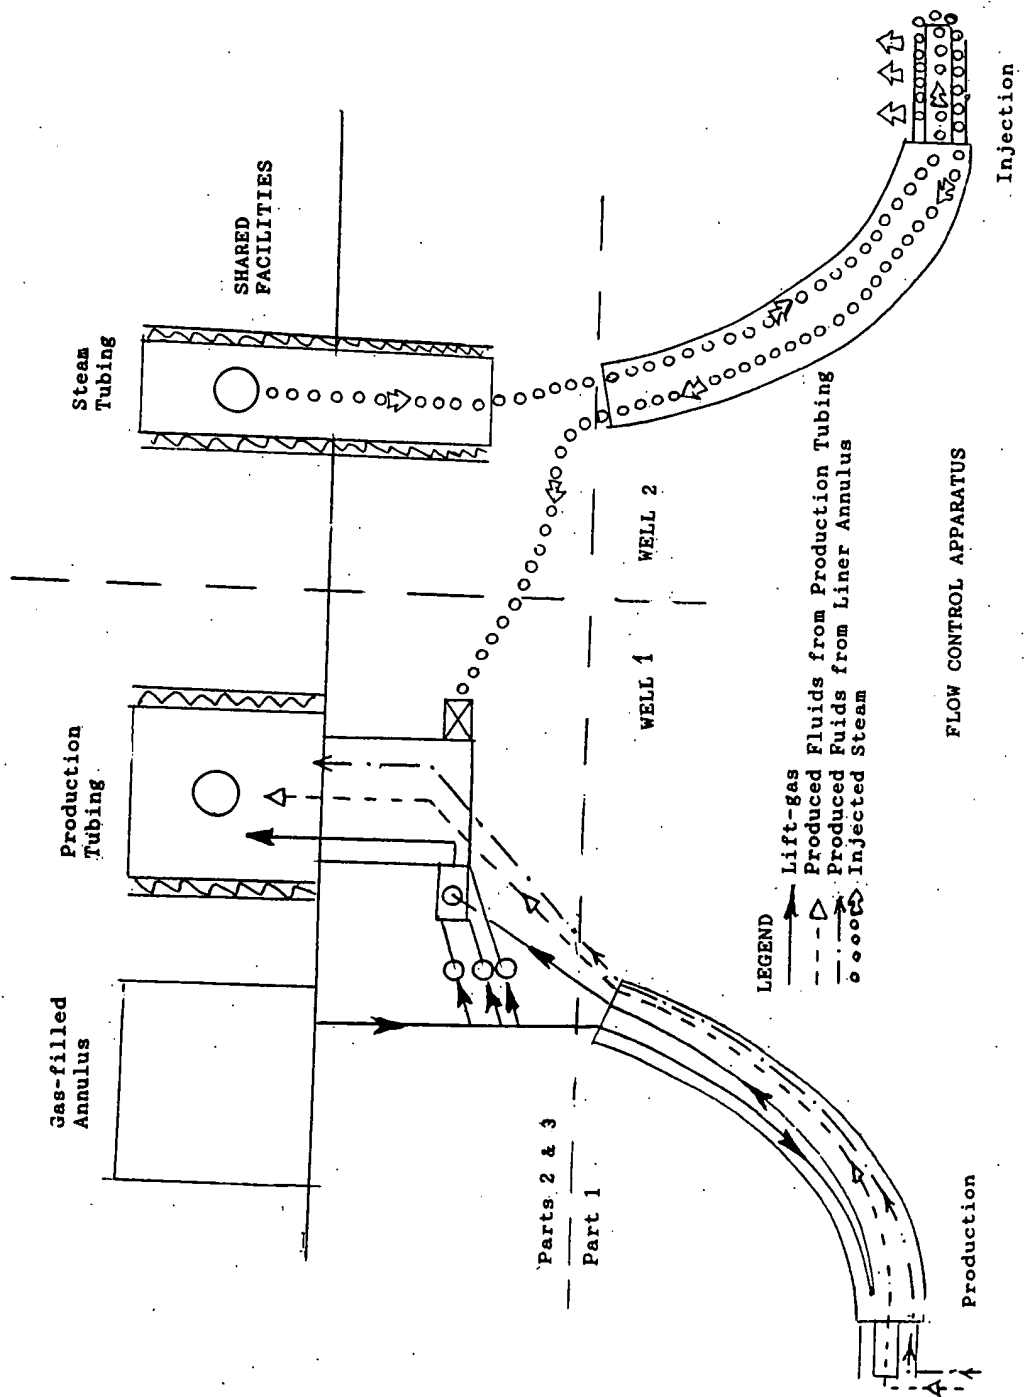 Gas-filled
Annulus
Production
Tubing
Steam
Tubing
SHARED
FACILITIES
Parts 2 & 3
Part 1
WELL 1
WELL 2
LEGEND
Lift-gas
Produced Fluids from Production Tubing
Produced Fuids from Liner Annulus
Injected Steam
Production
Injection
FLOW CONTROL APPARATUS